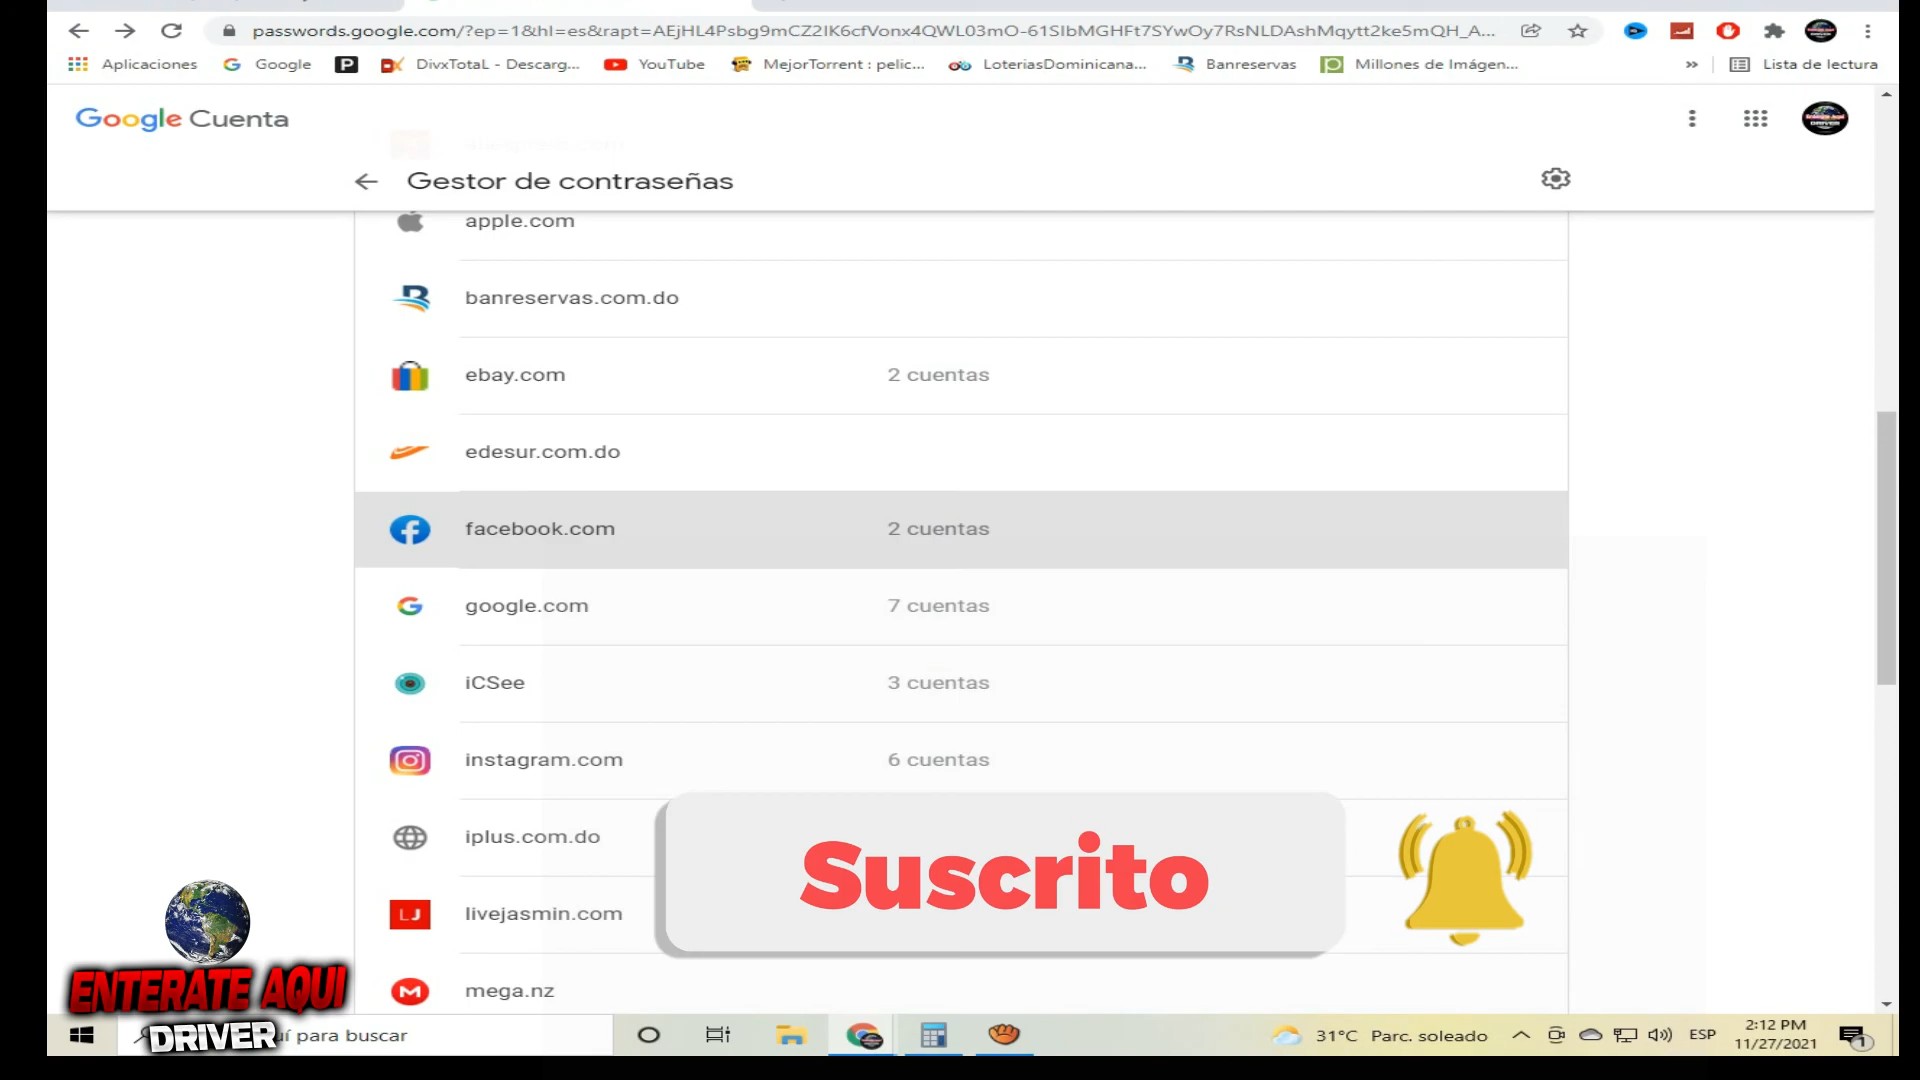 passwords.google.com/?ep=1&hl=es&rapt=AEjHL4Psbg9mCZ2IK6cfVonx4QWL03mO-61SIbMGHFt7SYwOy7RsNLDAshMqytt2ke5mQH_A...
Aplicaciones Google DivxTotaL - Descarg... YouTube MejorTorrent : pelic... LoteriasDominicana... Banreservas Millones de Imágen... » Lista de lectura
Google Cuenta
Gestor de contraseñas
apple.com
banreservas.com.do
ebay.com 2 cuentas
edesur.com.do
facebook.com 2 cuentas
google.com 7 cuentas
iCSee 3 cuentas
instagram.com 6 cuentas
iplus.com.do
Suscrito
LJ livejasmin.com
mega.nz
ENTERATE AQUI
DRIVER
uí para buscar
31°C Parc. soleado
ESP
2:12 PM
11/27/2021
1